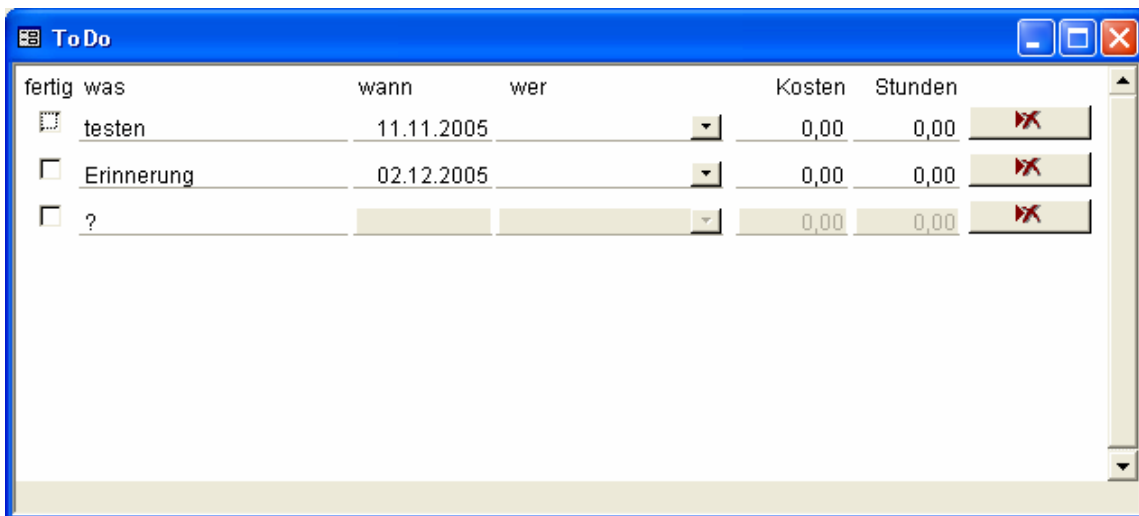 ToDo
fertig was wann wer Kosten Stunden
testen 11.11.2005 0,00 0,00
Erinnerung 02.12.2005 0,00 0,00
? 0,00 0,00